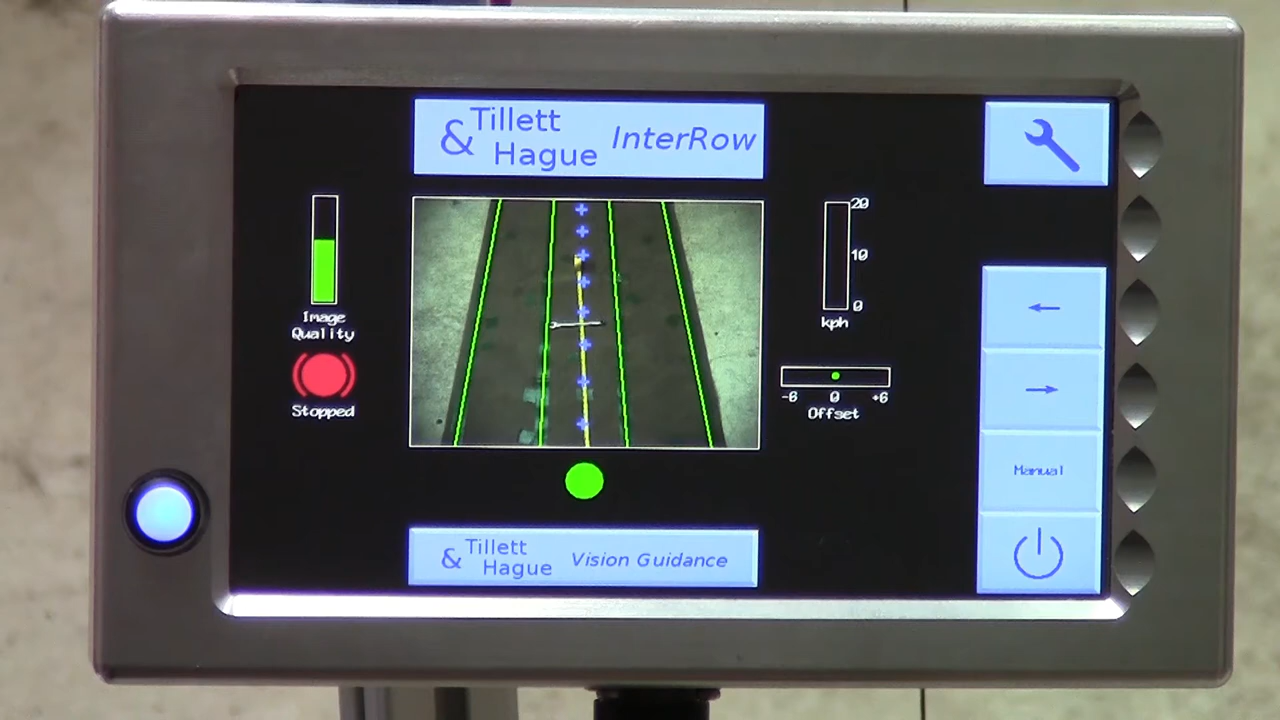 & Tillett
Hague
InterRow
Image
Quality
Stopped
20
10
0
kph
-6 0 +6
Offset
←
→
Manual
& Tillett
Hague
Vision Guidance